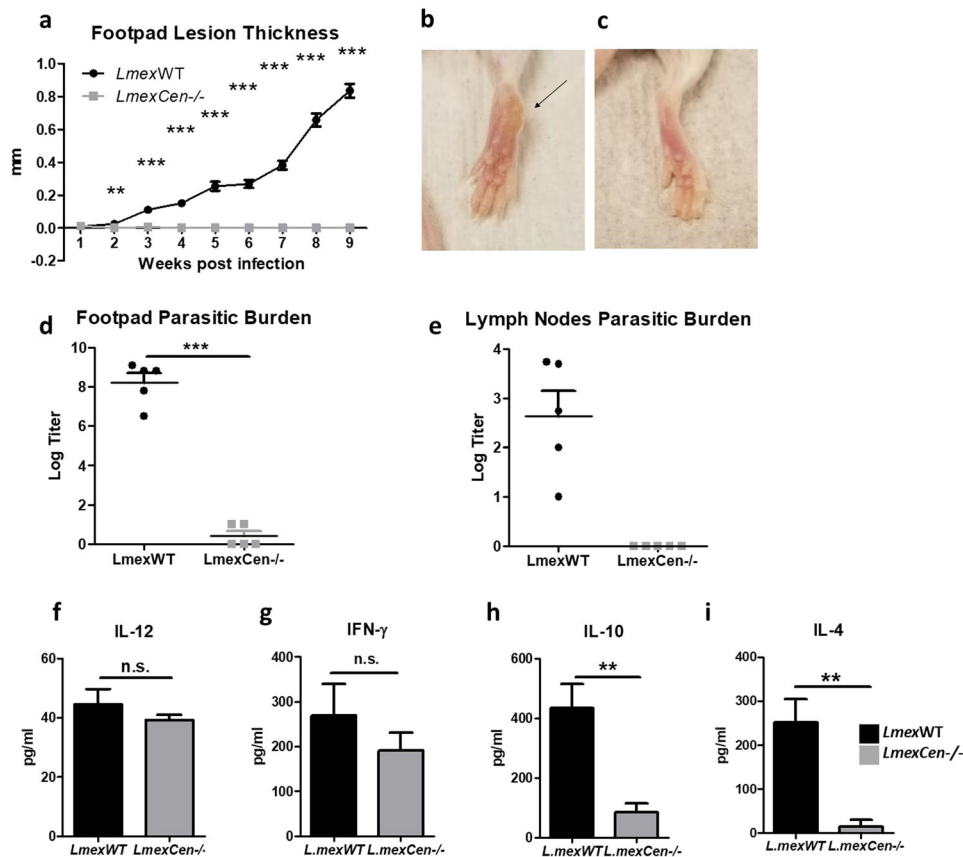 a
Footpad Lesion Thickness
LmexWT
LmexCen-/-
** *** *** *** *** *** *** ***
mm
1.0
0.8
0.6
0.4
0.2
0.0
-0.2
1 2 3 4 5 6 7 8 9
Weeks post infection
b
c
d
Footpad Parasitic Burden
***
Log Titer
10
8
6
4
2
0
LmexWT LmexCen-/-
e
Lymph Nodes Parasitic Burden
Log Titer
4
3
2
1
0
LmexWT LmexCen-/-
f
IL-12
n.s.
pg/ml
60
40
20
0
LmexWT LmexCen-/-
g
IFN-γ
n.s.
pg/ml
400
300
200
100
0
L.mexWT L.mexCen-/-
h
IL-10
**
pg/ml
600
400
200
0
L.mexWT L.mexCen-/-
i
IL-4
**
pg/ml
400
300
200
100
0
L.mexWT L.mexCen-/-
LmexWT
LmexCen-/-